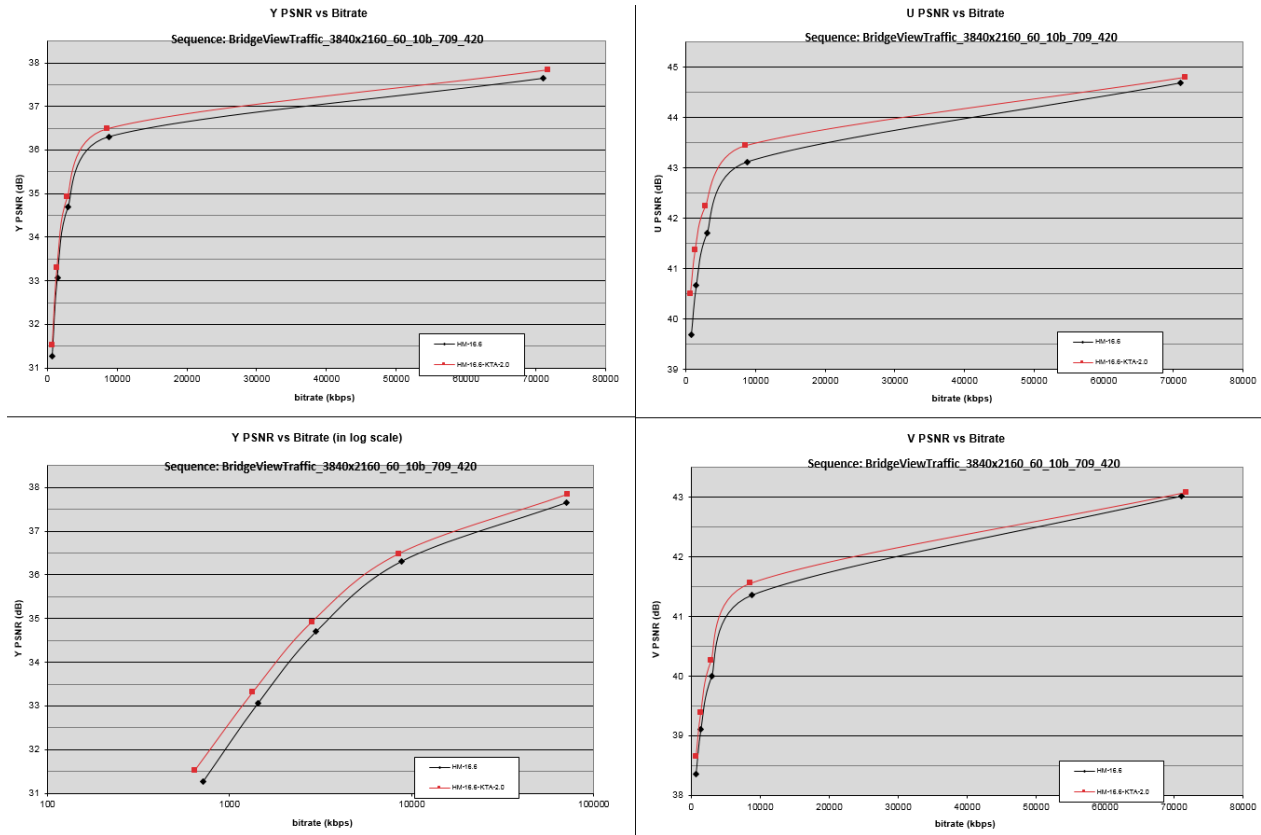 Y PSNR vs Bitrate
Sequence: BridgeViewTraffic_3840x2160_60_10b_709_420
38
37
36
35
34
33
32
31
Y PSNR (dB)
0 10000 20000 30000 40000 50000 60000 70000 80000
bitrate (kbps)
HM-16.6
HM-16.6-KTA-2.0
U PSNR vs Bitrate
Sequence: BridgeViewTraffic_3840x2160_60_10b_709_420
45
44
43
42
41
40
39
U PSNR (dB)
0 10000 20000 30000 40000 50000 60000 70000 80000
bitrate (kbps)
HM-16.6
HM-16.6-KTA-2.0
Y PSNR vs Bitrate (in log scale)
Sequence: BridgeViewTraffic_3840x2160_60_10b_709_420
38
37
36
35
34
33
32
31
Y PSNR (dB)
100 1000 10000 100000
bitrate (kbps)
HM-16.6
HM-16.6-KTA-2.0
V PSNR vs Bitrate
Sequence: BridgeViewTraffic_3840x2160_60_10b_709_420
43
42
41
40
39
38
V PSNR (dB)
0 10000 20000 30000 40000 50000 60000 70000 80000
bitrate (kbps)
HM-16.6
HM-16.6-KTA-2.0